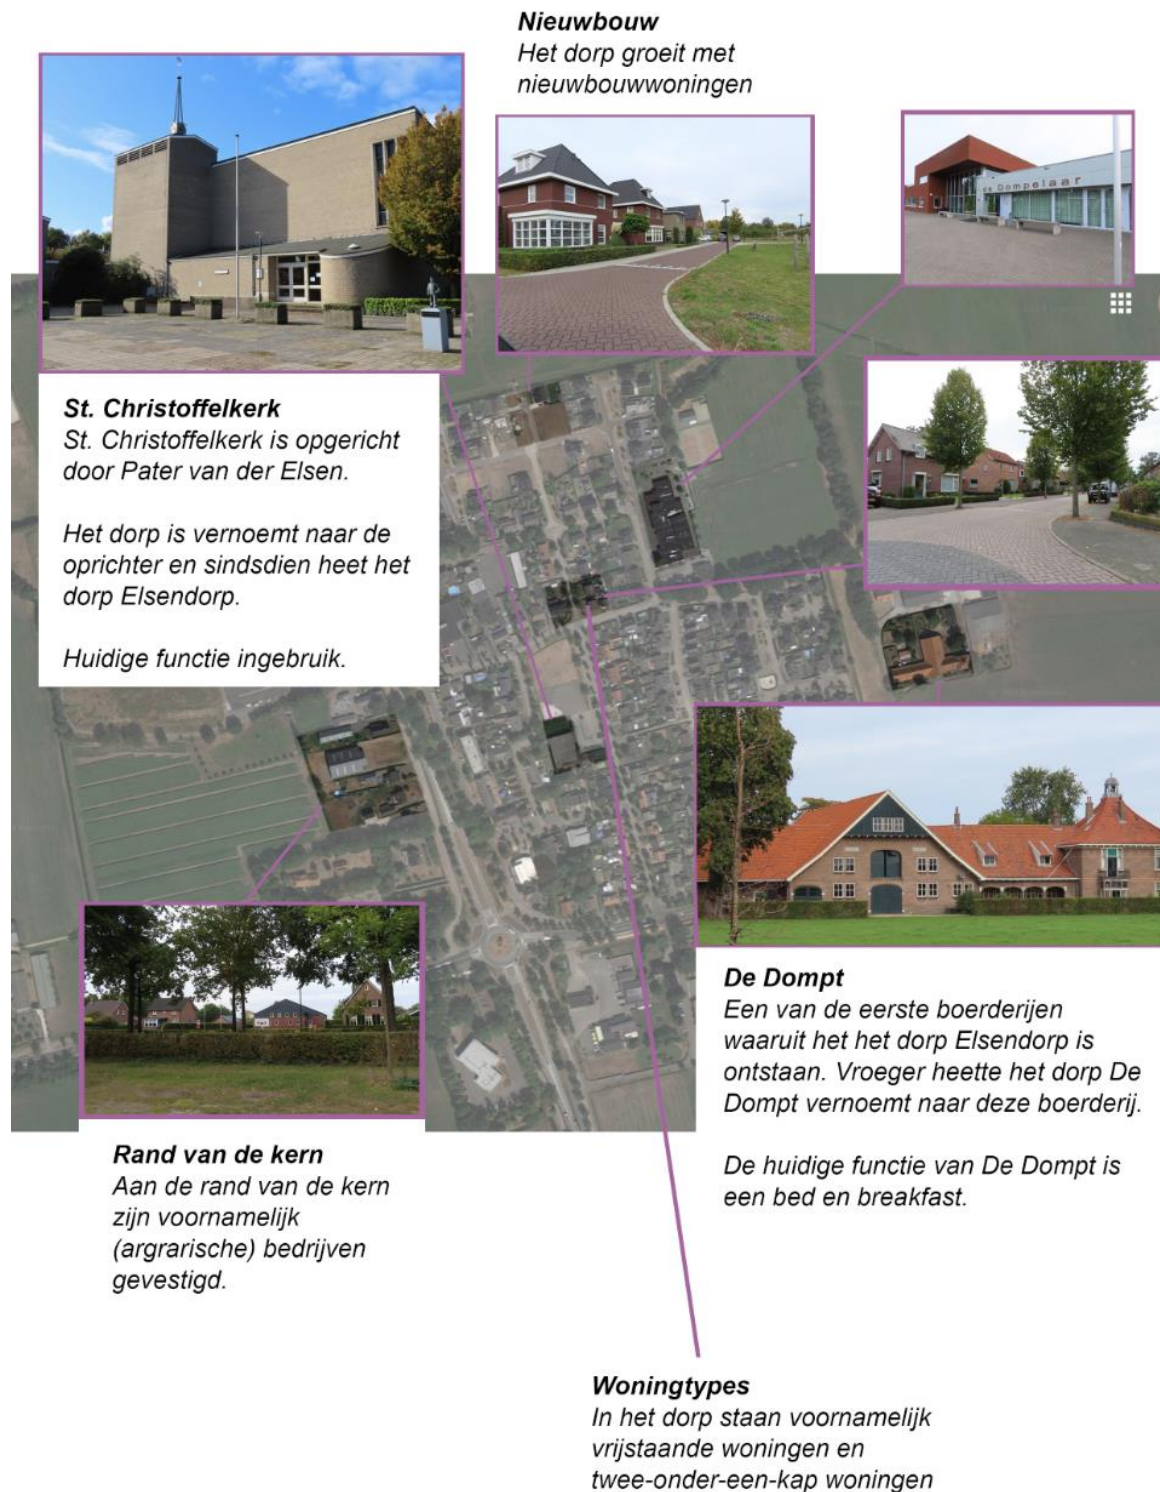 Nieuwbouw
Het dorp groeit met
nieuwbouwwoningen
de Dompelaar
St. Christoffelkerk
St. Christoffelkerk is opgericht
door Pater van der Elsen.
Het dorp is vernoemt naar de
oprichter en sindsdien heet het
dorp Elsendorp.
Huidige functie ingebruik.
De Dompt
Een van de eerste boerderijen
waaruit het het dorp Elsendorp is
ontstaan. Vroeger heette het dorp De
Dompt vernoemt naar deze boerderij.
De huidige functie van De Dompt is
een bed en breakfast.
Rand van de kern
Aan de rand van de kern
zijn voornamelijk
(argrarische) bedrijven
gevestigd.
Woningtypes
In het dorp staan voornamelijk
vrijstaande woningen en
twee-onder-een-kap woningen